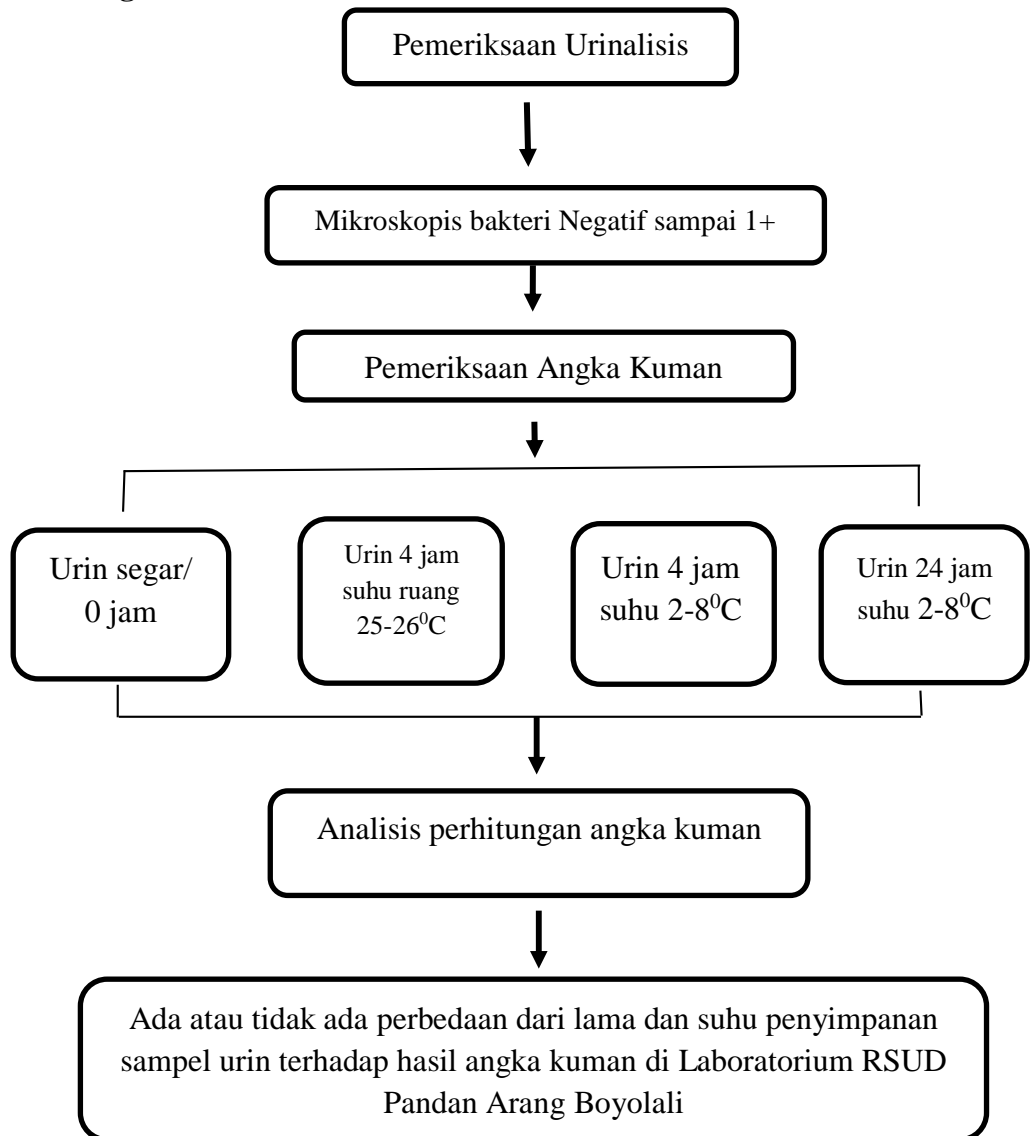 Pemeriksaan Urinalisis
Mikroskopis bakteri Negatif sampai 1+
Pemeriksaan Angka Kuman
Urin segar/
0 jam
Urin 4 jam
suhu ruang
25-26⁰C
Urin 4 jam
suhu 2-8⁰C
Urin 24 jam
suhu 2-8⁰C
Analisis perhitungan angka kuman
Ada atau tidak ada perbedaan dari lama dan suhu penyimpanan
sampel urin terhadap hasil angka kuman di Laboratorium RSUD
Pandan Arang Boyolali